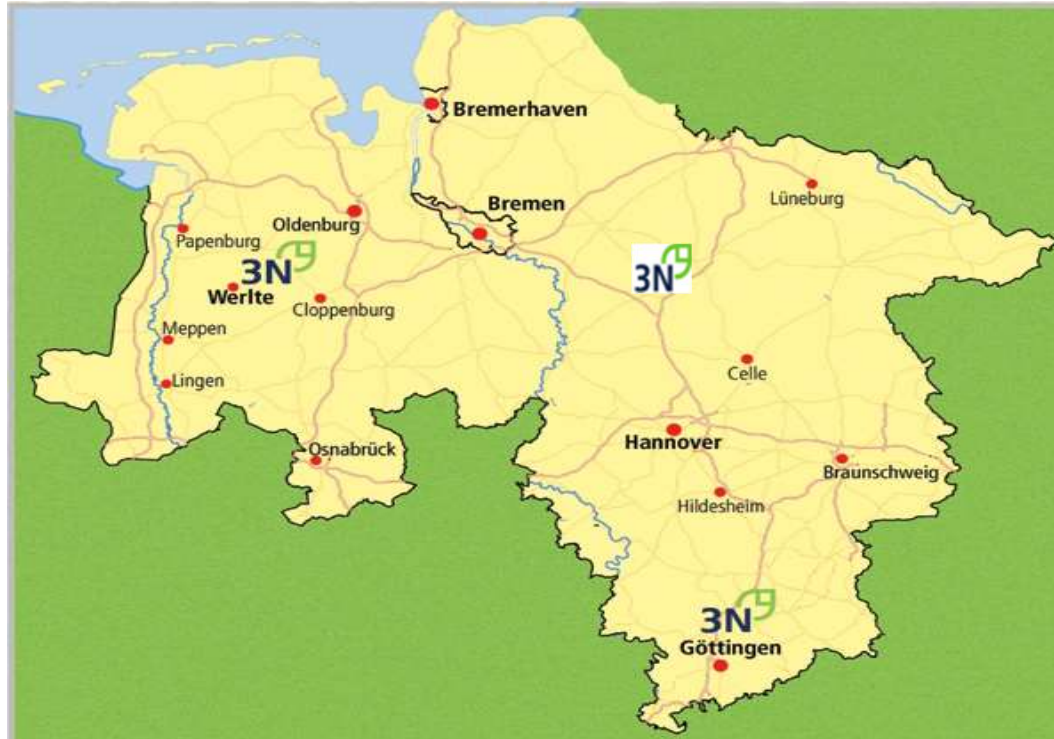 Bremerhaven
Lüneburg
Bremen
Oldenburg
Papenburg
3N
3N
Werlte
Cloppenburg
Meppen
Celle
Lingen
Hannover
Osnabrück
Braunschweig
Hildesheim
3N
Göttingen